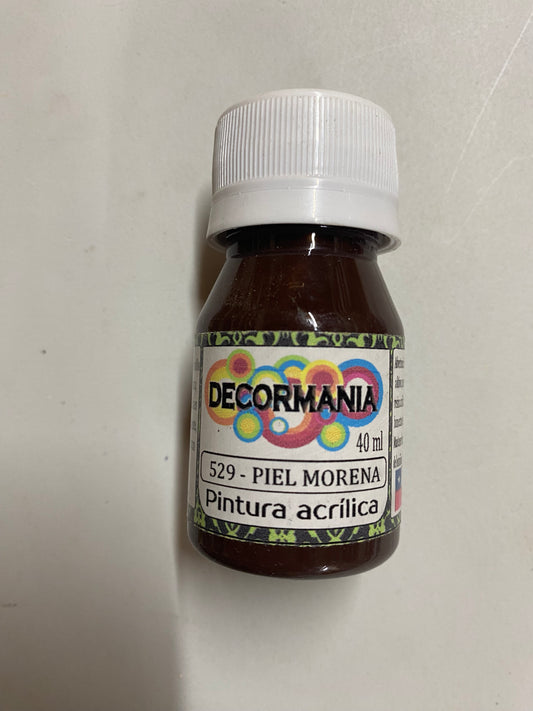 DECORMANIA
40 ml
529 - PIEL MORENA
Pintura acrílica